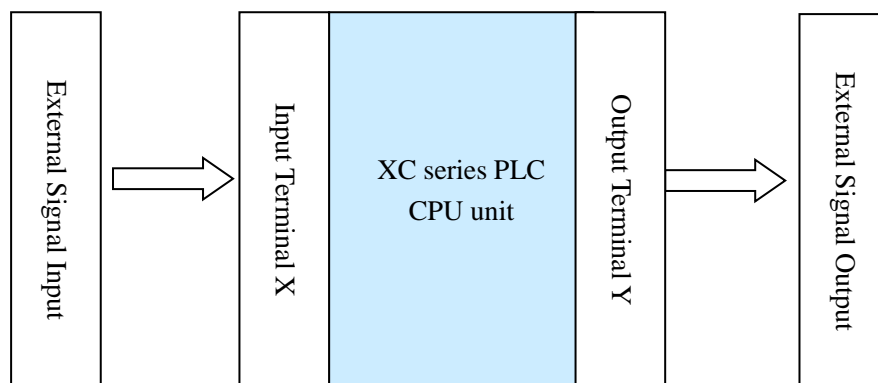 External Signal Input
Input Terminal X
XC series PLC
CPU unit
Output Terminal Y
External Signal Output